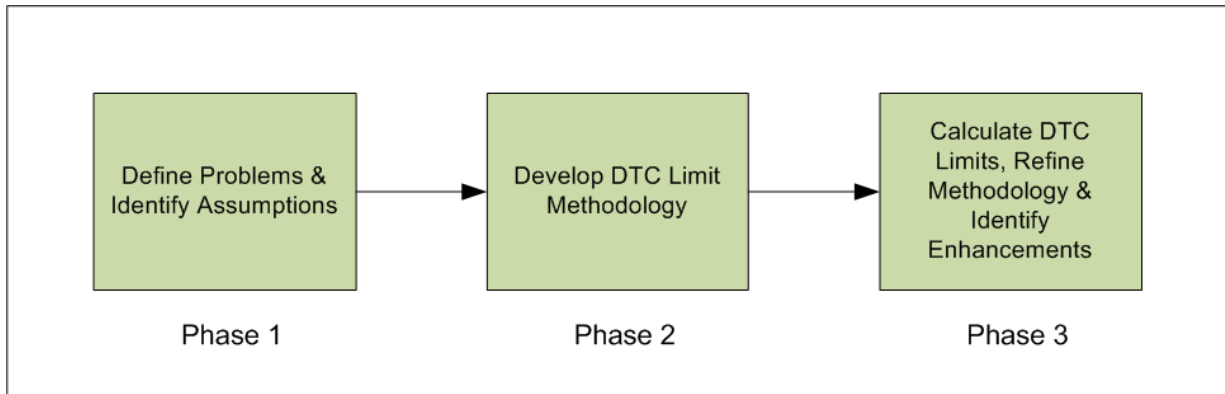 Define Problems &
Identify Assumptions
Phase 1
Develop DTC Limit
Methodology
Phase 2
Calculate DTC
Limits, Refine
Methodology &
Identify
Enhancements
Phase 3